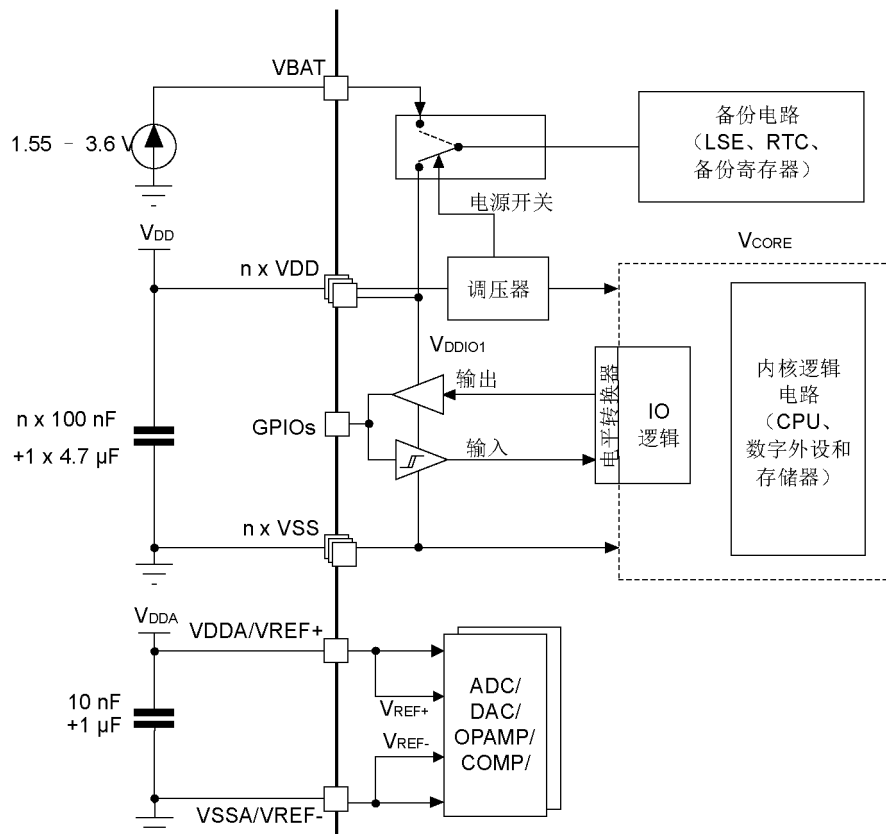 VBAT
1.55 – 3.6 V
备份电路
（LSE、RTC、
备份寄存器）
电源开关
VDD
n x VDD
调压器
VCORE
VDDIO1
输出
GPIOs
输入
电平转换器
IO
逻辑
内核逻辑
电路
（CPU、
数字外设和
存储器）
n x 100 nF
+1 x 4.7 μF
n x VSS
VDDA
VDDA/VREF+
10 nF
+1 μF
VREF+
VREF-
ADC/
DAC/
OPAMP/
COMP/
VSSA/VREF-